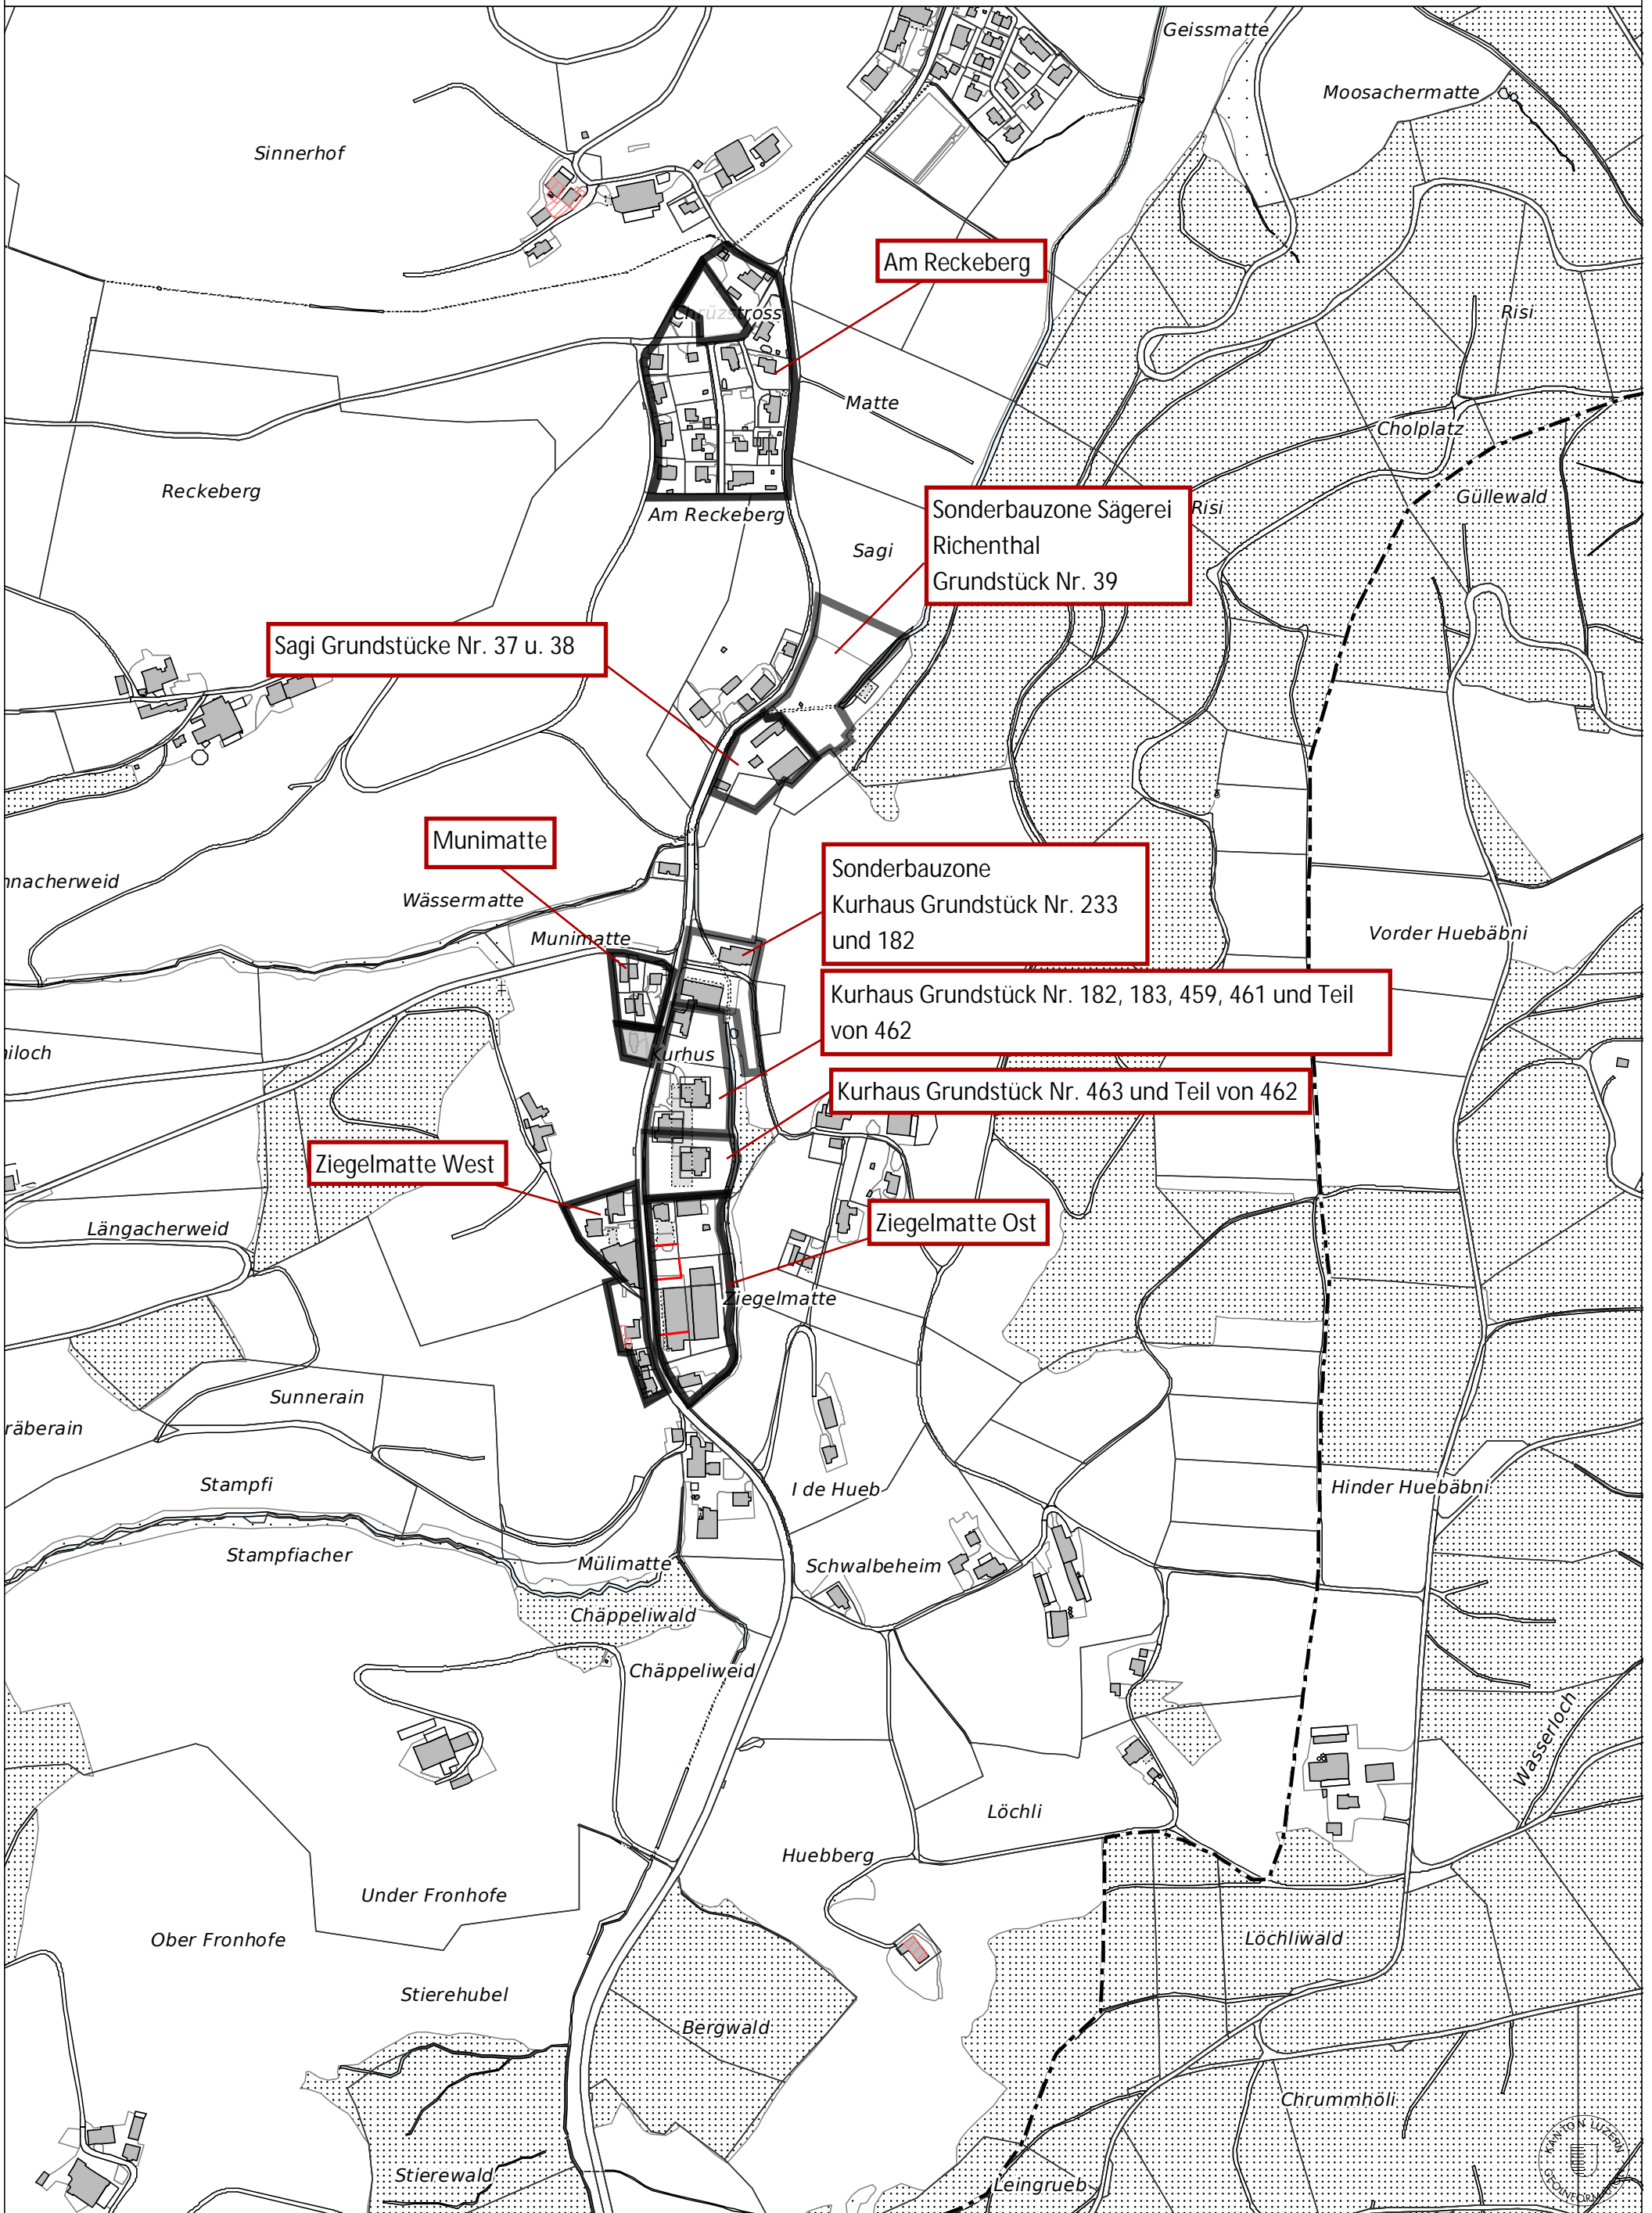 Geissmatte
Moosachermatte
Sinnerhof
Am Reckeberg
Chrüzstross
Risi
Matte
Cholplatz
Reckeberg
Güllewald
Am Reckeberg
Sonderbauzone Sägerei
Richenthal
Grundstück Nr. 39
Risi
Sagi
Sagi Grundstücke Nr. 37 u. 38
Munimatte
Sonderbauzone
Kurhaus Grundstück Nr. 233
und 182
nnacherweid
Wässermatte
Munimatte
Vorder Huebäbni
Kurhaus Grundstück Nr. 182, 183, 459, 461 und Teil
von 462
iloch
Kurhus
Kurhaus Grundstück Nr. 463 und Teil von 462
Ziegelmatte West
Längacherweid
Ziegelmatte Ost
Ziegelmatte
Sunnerain
räberain
Stampfi
I de Hueb
Hinder Huebäbni
Stampfiacher
Mülimatte
Schwalbeheim
Chäppeliwald
Chäppeliweid
Wasserloch
Löchli
Huebberg
Under Fronhofe
Ober Fronhofe
Löchliwald
Stierehubel
Bergwald
Chrummhöli
Stierewald
Leingrueb
KANTON LUZERN